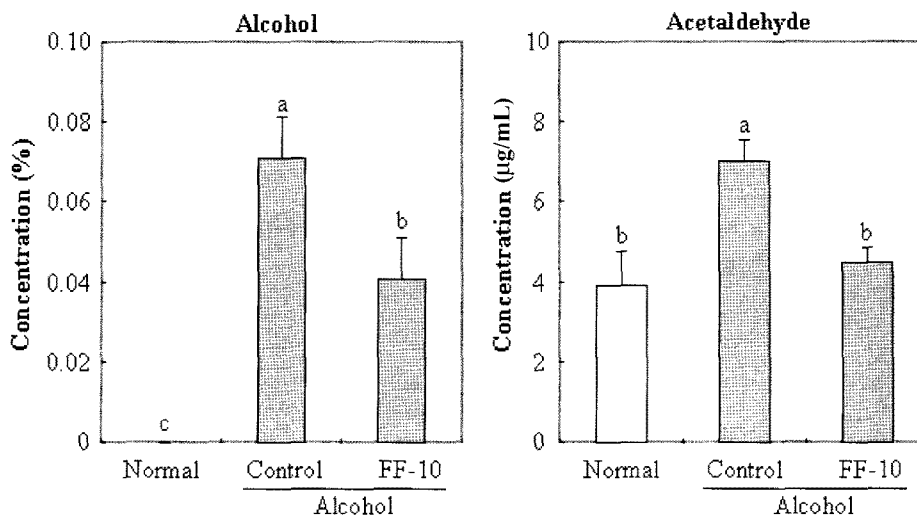 Alcohol
Concentration (%)
0.10
0.08
0.06
0.04
0.02
0
c
a
b
Normal Control FF-10
Alcohol
Acetaldehyde
Concentration (µg/mL)
10
8
6
4
2
0
b
a
b
Normal Control FF-10
Alcohol